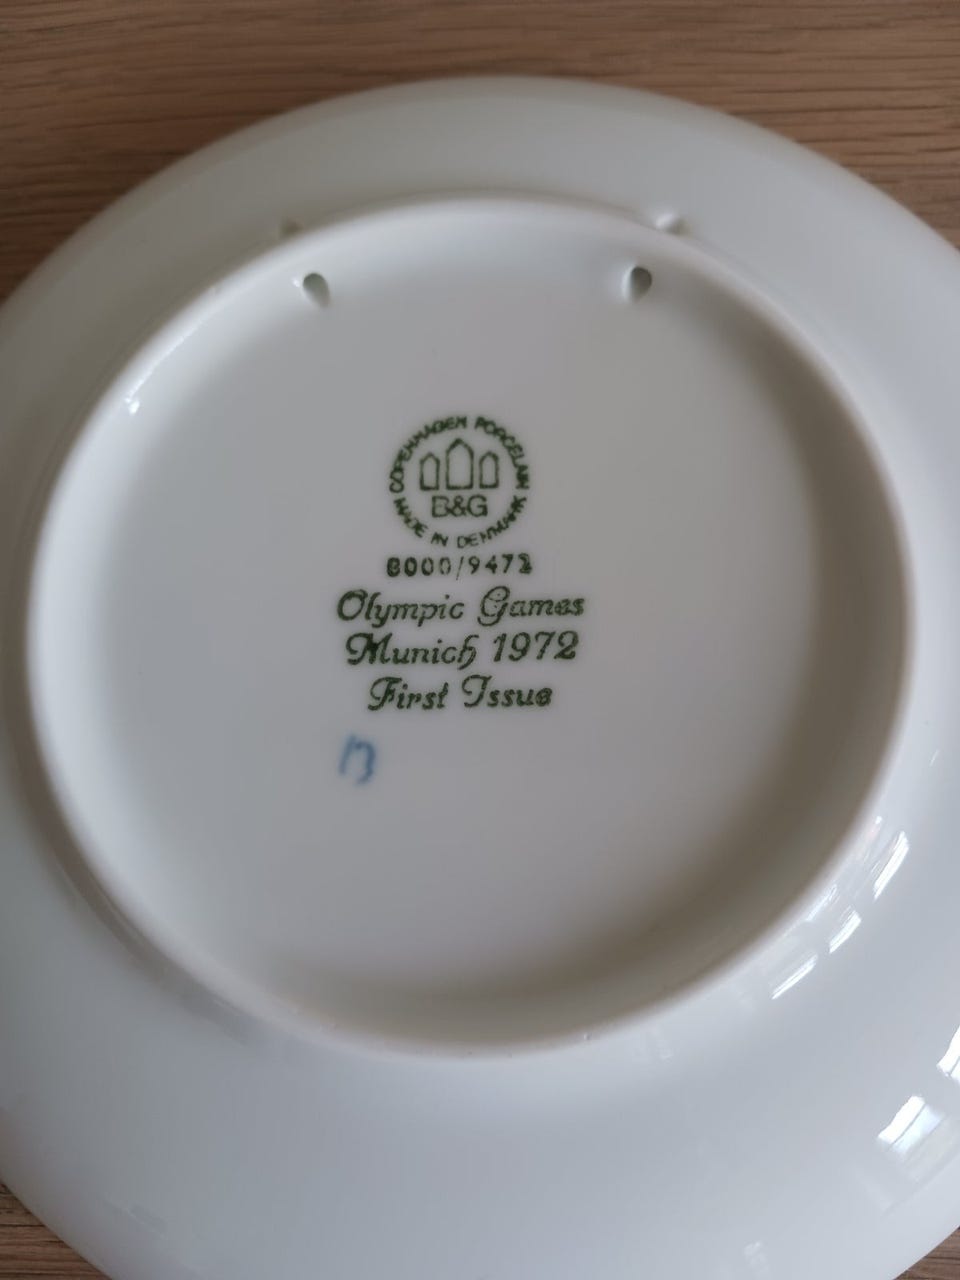 COPENHAGEN PORCELAIN
B&G
MADE IN DENMARK
8000/9472
Olympic Games
Munich 1972
First Issue